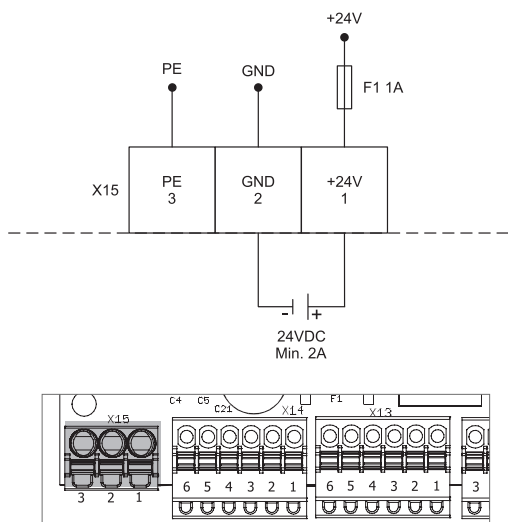 +24V
PE
GND
F1 1A
X15
PE
3
GND
2
+24V
1
- +
24VDC
Min. 2A
C4 C5 C21 F1
X15 X14 X13
3 2 1 6 5 4 3 2 1 6 5 4 3 2 1 3